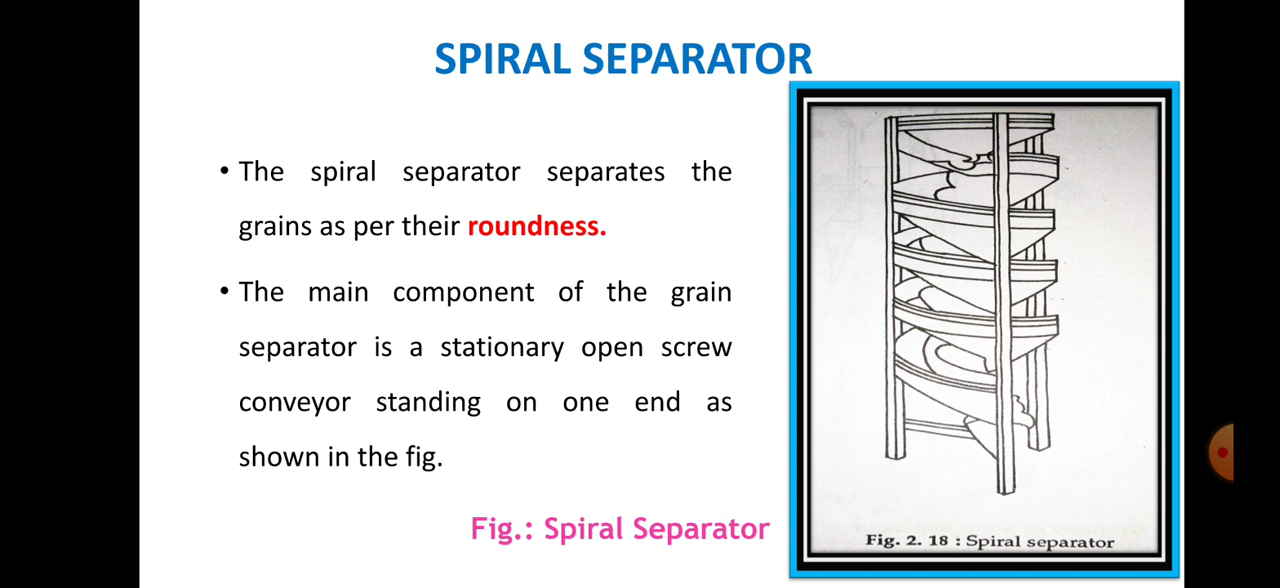 SPIRAL SEPARATOR
• The spiral separator separates the
grains as per their roundness.
• The main component of the grain
separator is a stationary open screw
conveyor standing on one end as
shown in the fig.
Fig.: Spiral Separator
Fig. 2. 18 : Spiral separator